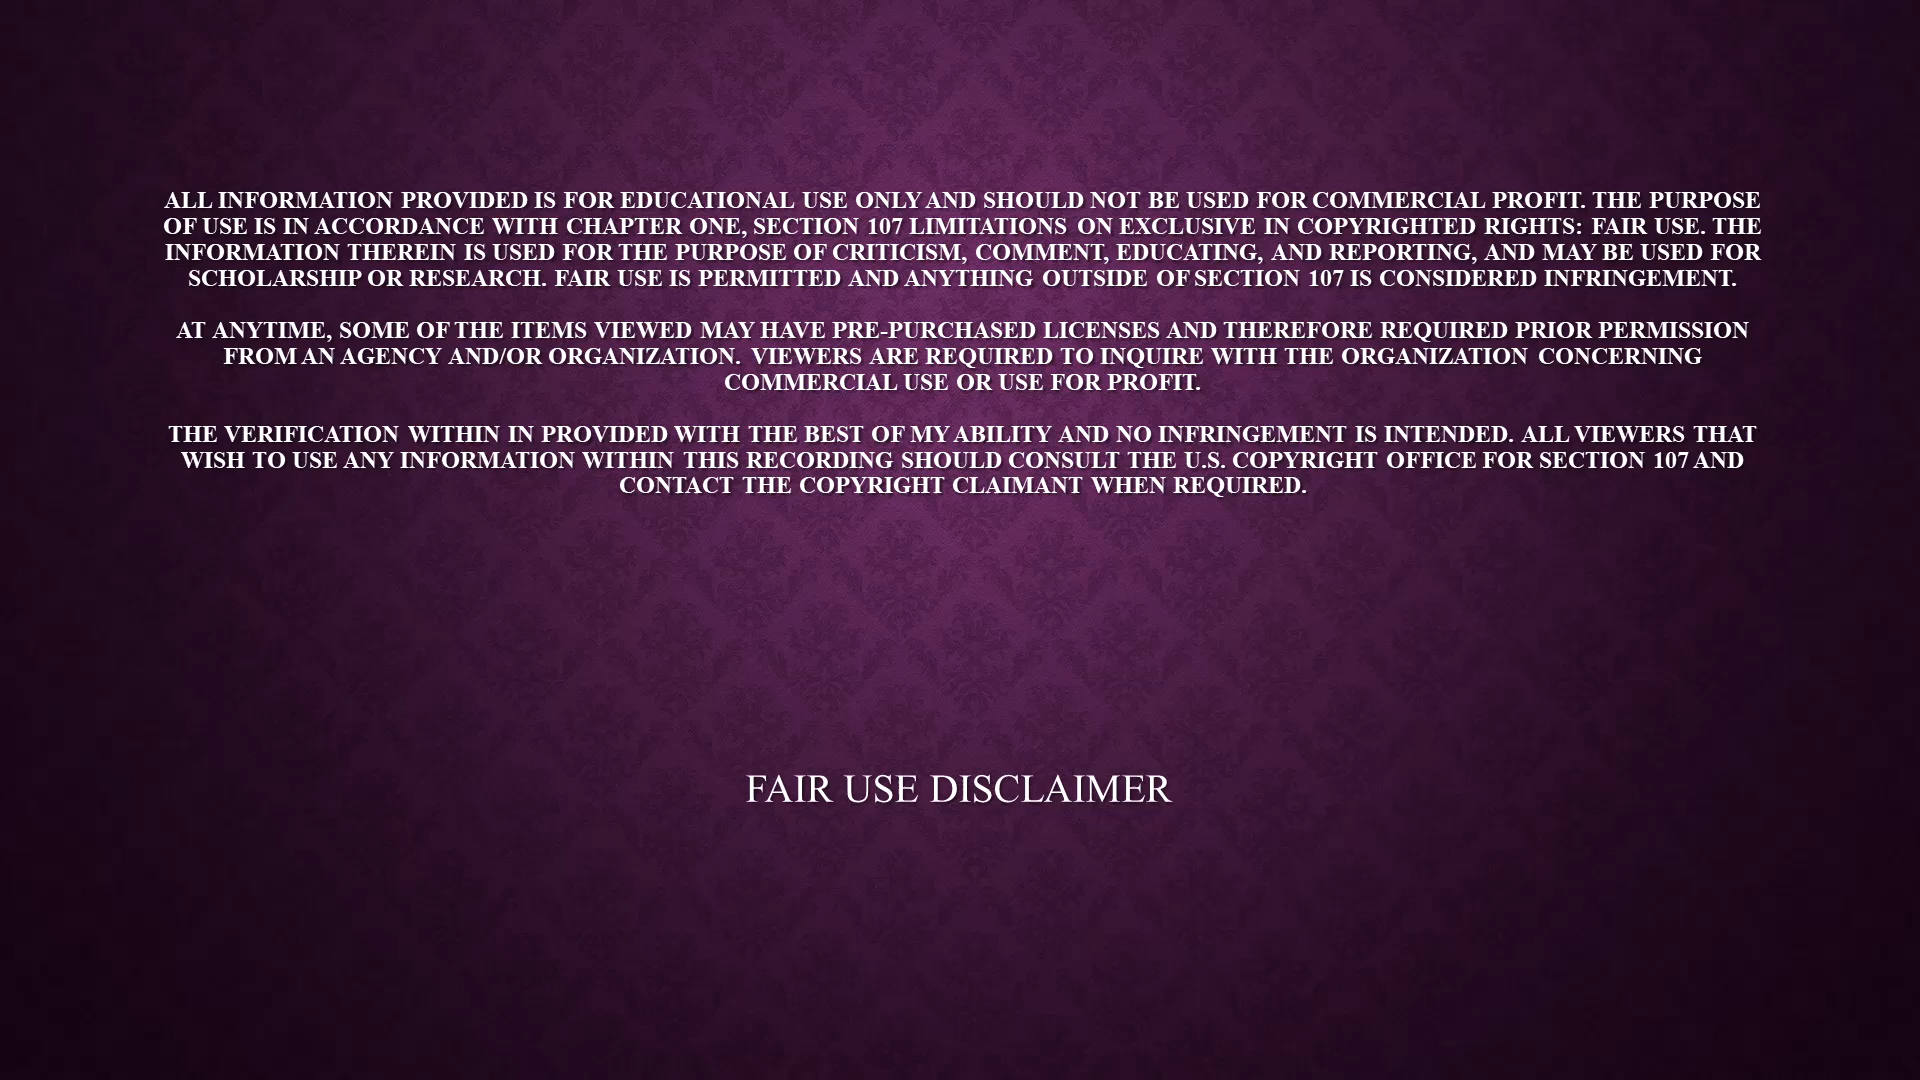 ALL INFORMATION PROVIDED IS FOR EDUCATIONAL USE ONLY AND SHOULD NOT BE USED FOR COMMERCIAL PROFIT. THE PURPOSE
OF USE IS IN ACCORDANCE WITH CHAPTER ONE, SECTION 107 LIMITATIONS ON EXCLUSIVE IN COPYRIGHTED RIGHTS: FAIR USE. THE
INFORMATION THEREIN IS USED FOR THE PURPOSE OF CRITICISM, COMMENT, EDUCATING, AND REPORTING, AND MAY BE USED FOR
SCHOLARSHIP OR RESEARCH. FAIR USE IS PERMITTED AND ANYTHING OUTSIDE OF SECTION 107 IS CONSIDERED INFRINGEMENT.
AT ANYTIME, SOME OF THE ITEMS VIEWED MAY HAVE PRE-PURCHASED LICENSES AND THEREFORE REQUIRED PRIOR PERMISSION
FROM AN AGENCY AND/OR ORGANIZATION. VIEWERS ARE REQUIRED TO INQUIRE WITH THE ORGANIZATION CONCERNING
COMMERCIAL USE OR USE FOR PROFIT.
THE VERIFICATION WITHIN IN PROVIDED WITH THE BEST OF MY ABILITY AND NO INFRINGEMENT IS INTENDED. ALL VIEWERS THAT
WISH TO USE ANY INFORMATION WITHIN THIS RECORDING SHOULD CONSULT THE U.S. COPYRIGHT OFFICE FOR SECTION 107 AND
CONTACT THE COPYRIGHT CLAIMANT WHEN REQUIRED.
FAIR USE DISCLAIMER